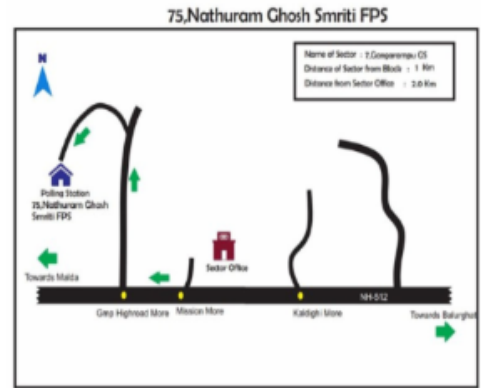 75,Nathuram Ghosh Smriti FPS
Name of Sector : 7,Gangarampur GS
Distance of Sector from Block : 1 Km
Distance from Sector Office : 2.0 Km
N
Polling Station
75,Nathuram Ghosh
Smriti FPS
Sector Office
Towards Malda
NH-512
Gmp Highroad More
Mission More
Kaldighi More
Towards Balurghat